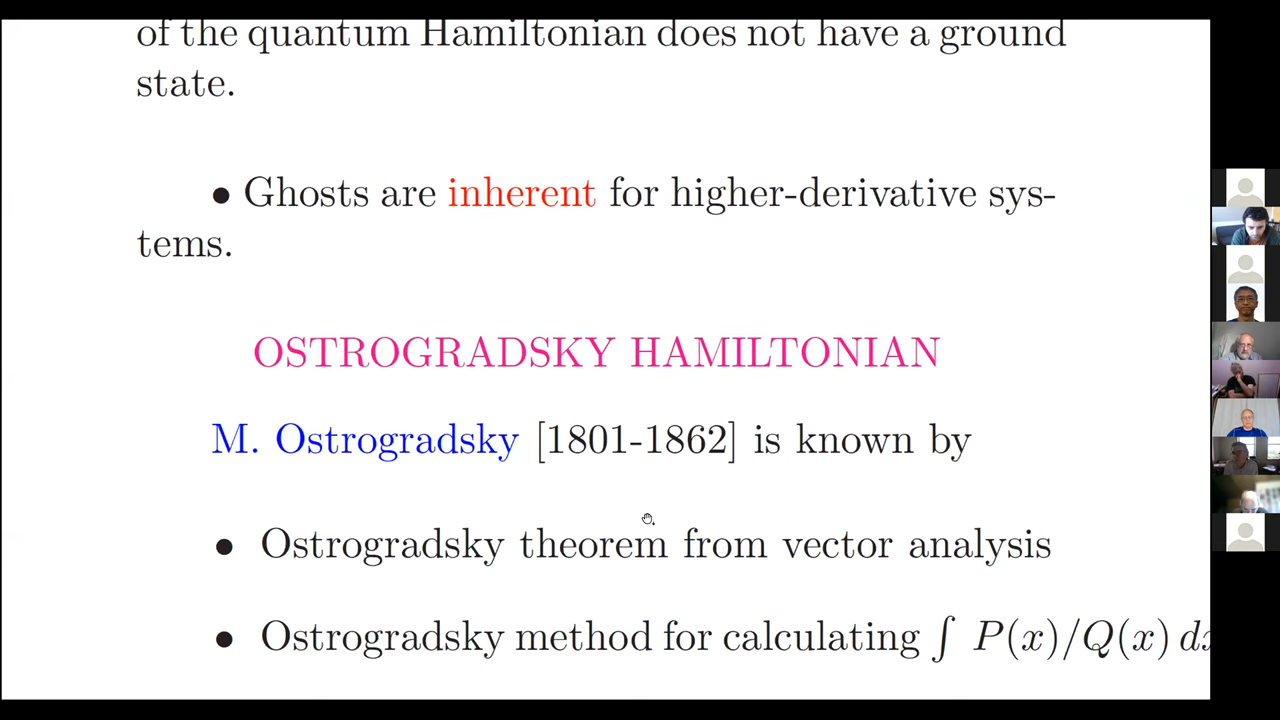 of the quantum Hamiltonian does not have a ground
state.
• Ghosts are inherent for higher-derivative sys-
tems.
OSTROGRADSKY HAMILTONIAN
M. Ostrogradsky [1801-1862] is known by
• Ostrogradsky theorem from vector analysis
• Ostrogradsky method for calculating ∫ P(x)/Q(x) dx